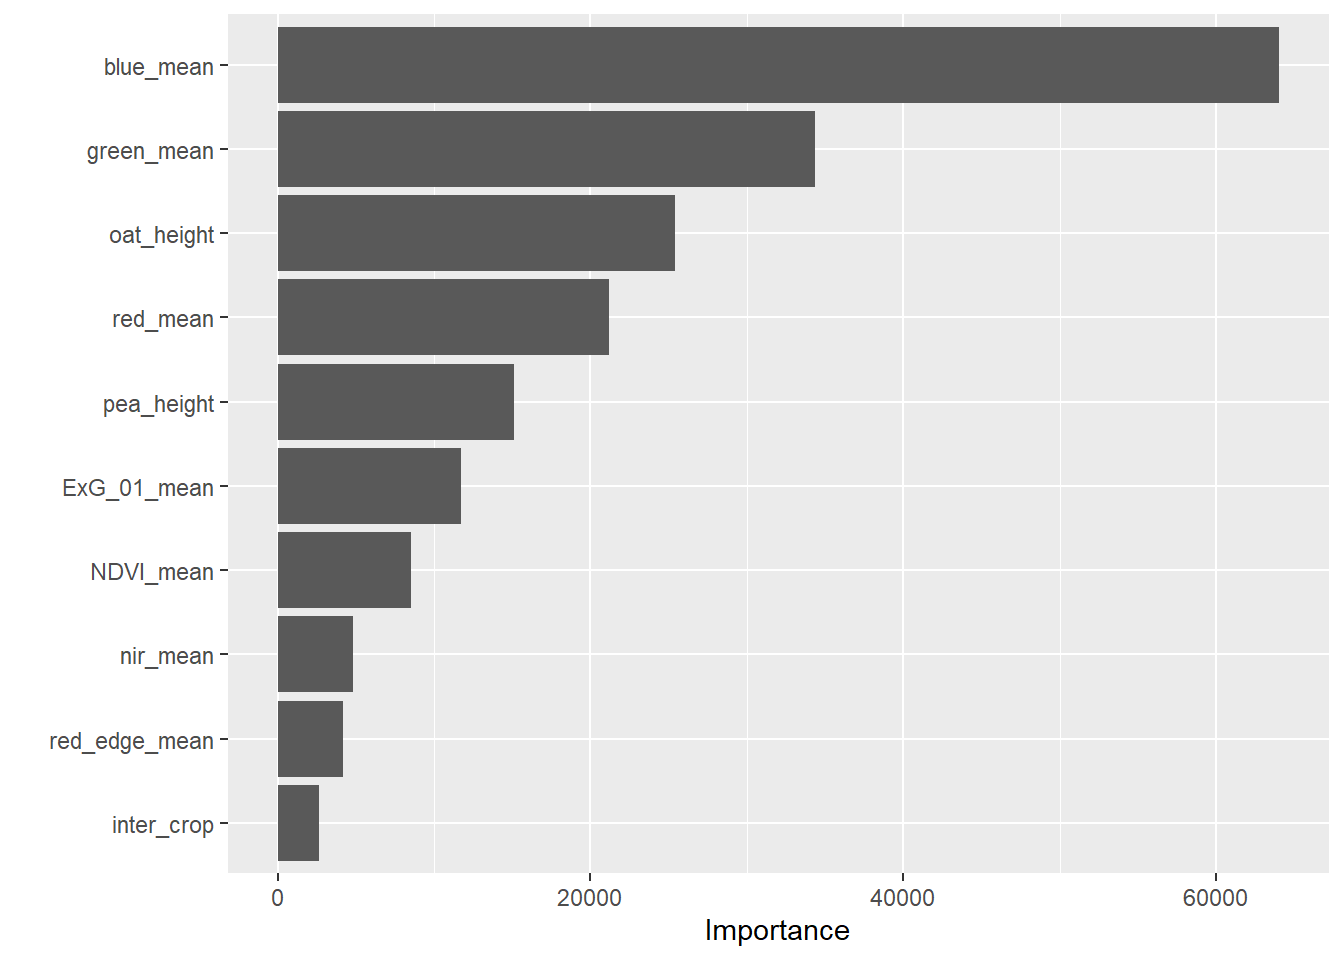 blue_mean
green_mean
oat_height
red_mean
pea_height
ExG_01_mean
NDVI_mean
nir_mean
red_edge_mean
inter_crop
0 20000 40000 60000
Importance